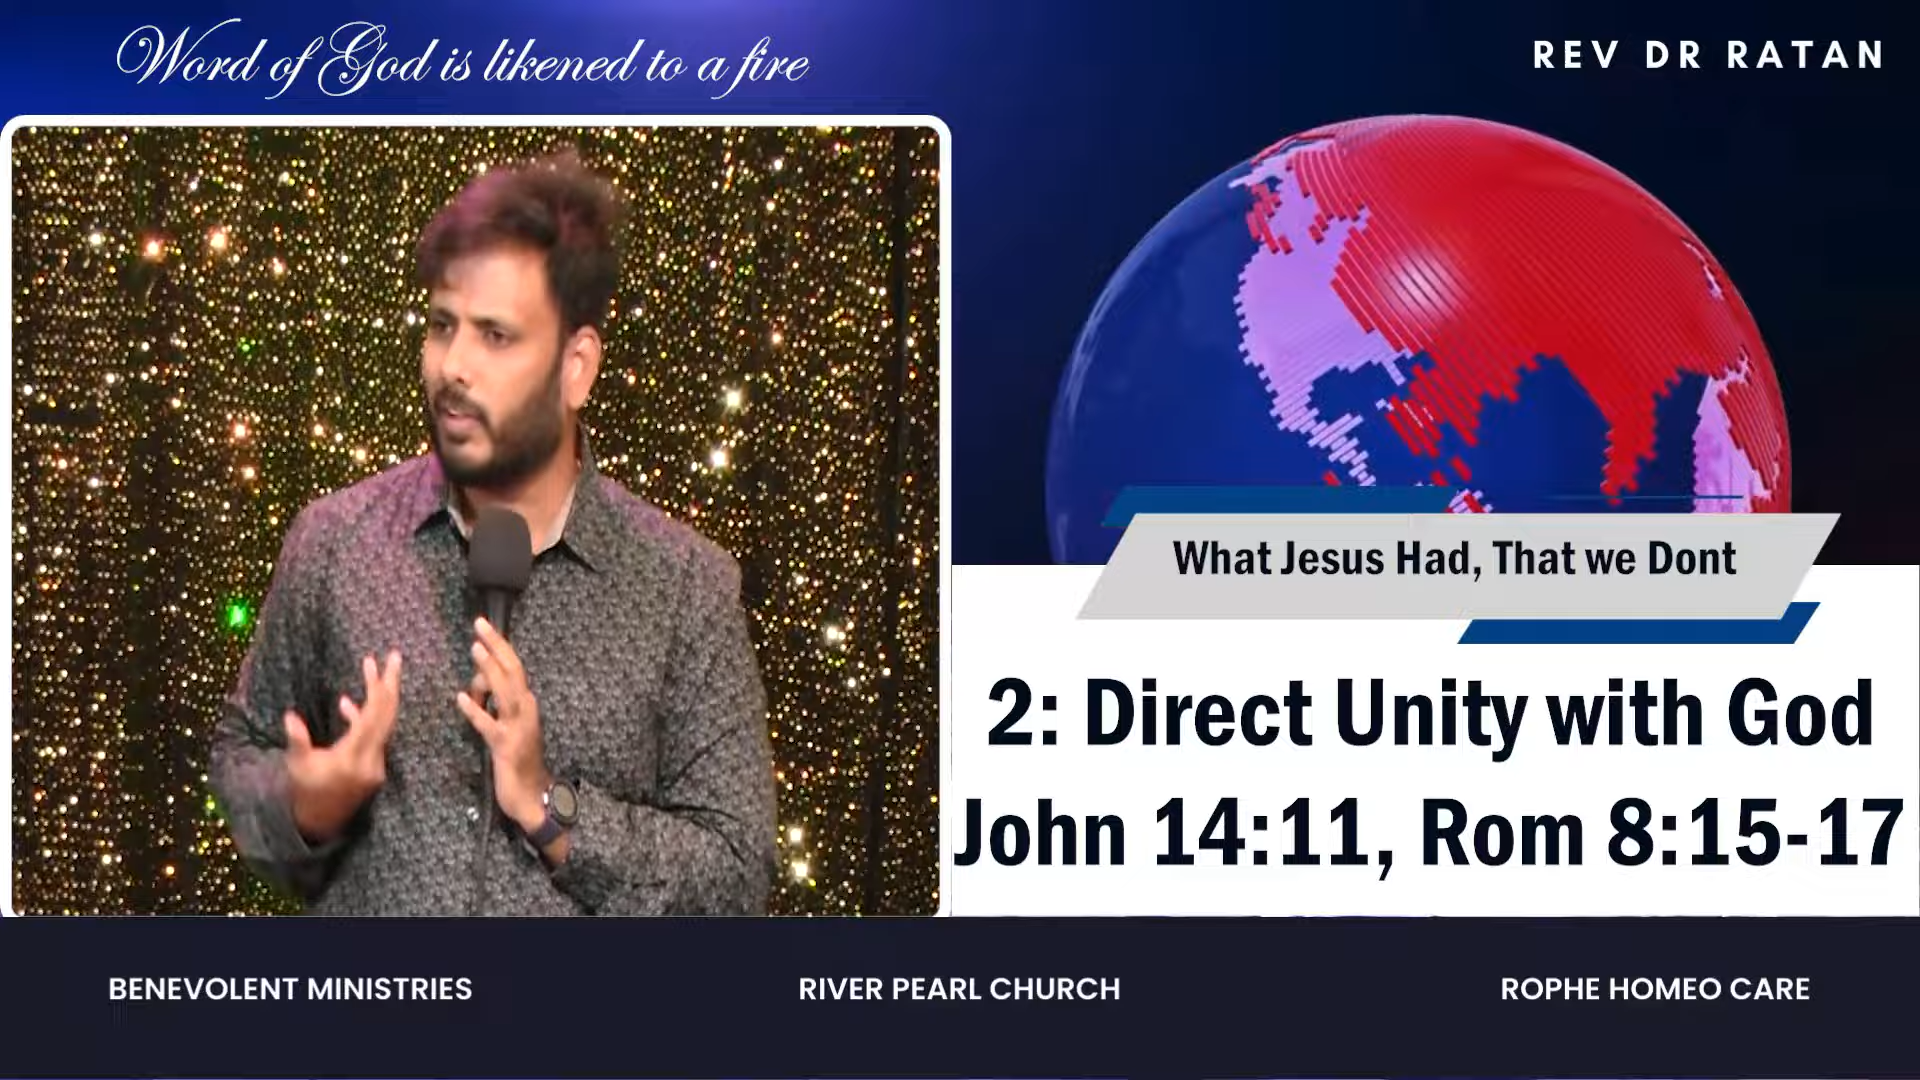 Word of God is likened to a fire
REV DR RATAN
What Jesus Had, That we Dont
2: Direct Unity with God
John 14:11, Rom 8:15-17
BENEVOLENT MINISTRIES
RIVER PEARL CHURCH
ROPHE HOMEO CARE